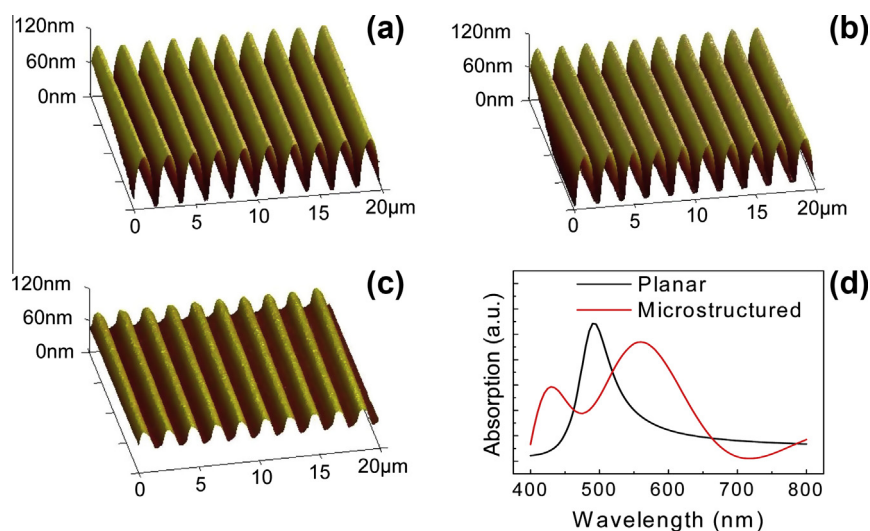 (a)
120nm
60nm
0nm
0
5
10
15
20µm
(b)
120nm
60nm
0nm
0
5
10
15
20µm
(c)
120nm
60nm
0nm
0
5
10
15
20µm
(d)
Planar
Microstructured
Absorption (a.u.)
400 500 600 700 800
Wavelength (nm)